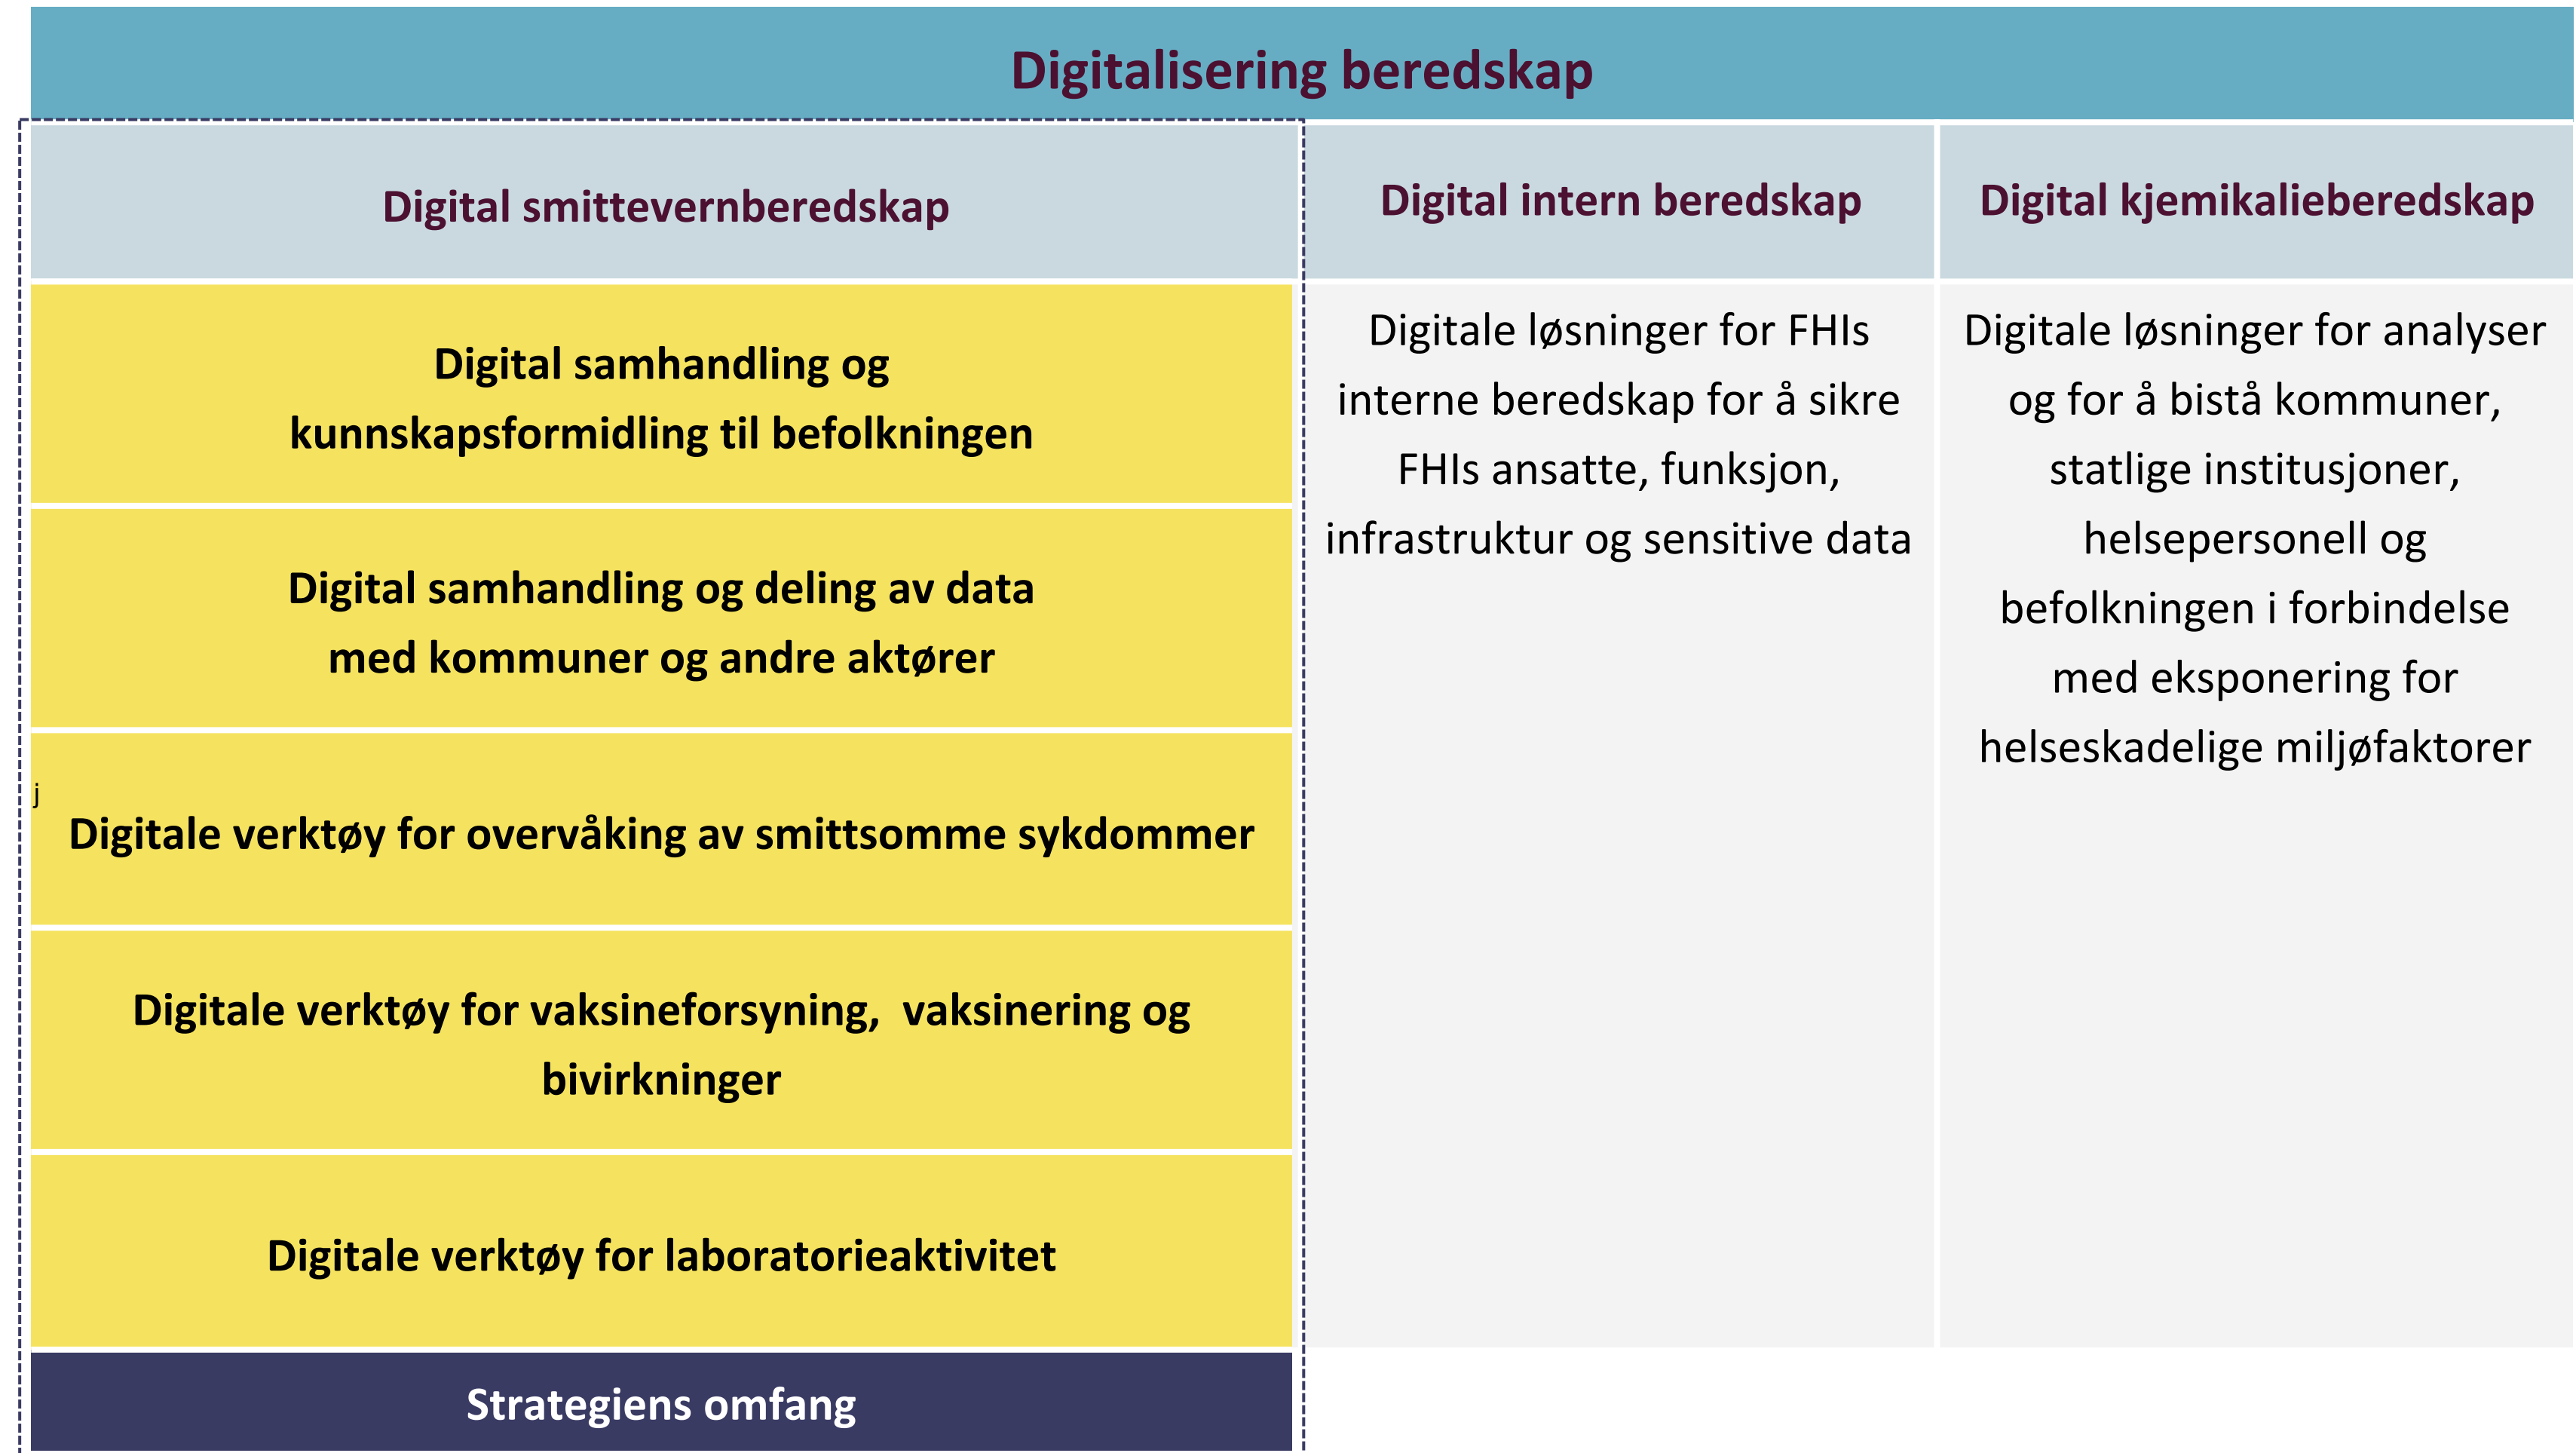 Digitalisering beredskap
Digital smittevernberedskap
Digital intern beredskap
Digital kjemikalieberedskap
Digital samhandling og
kunnskapsformidling til befolkningen
Digital samhandling og deling av data
med kommuner og andre aktører
j
Digitale verktøy for overvåking av smittsomme sykdommer
Digitale verktøy for vaksineforsyning,  vaksinering og
bivirkninger
Digitale verktøy for laboratorieaktivitet
Strategiens omfang
Digitale løsninger for FHIs
interne beredskap for å sikre
FHIs ansatte, funksjon,
infrastruktur og sensitive data
Digitale løsninger for analyser
og for å bistå kommuner,
statlige institusjoner,
helsepersonell og
befolkningen i forbindelse
med eksponering for
helseskadelige miljøfaktorer